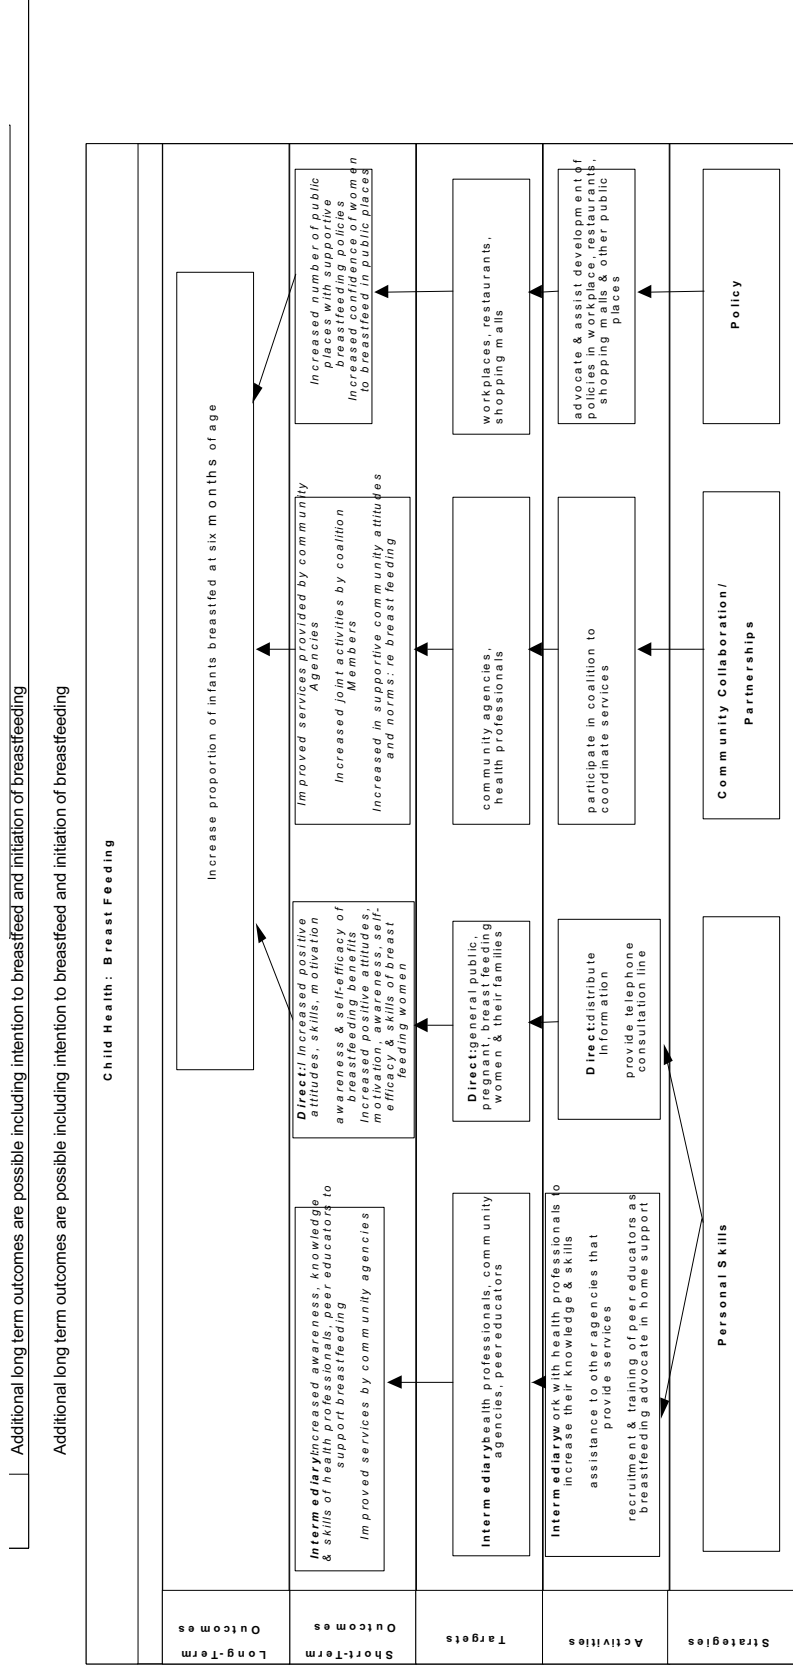 Additional long term outcomes are possible including intention to breastfeed and initiation of breastfeeding
Additional long term outcomes are possible including intention to breastfeed and initiation of breastfeeding
Child Health: Breast Feeding
Long-Term
Outcomes
Increase proportion of infants breastfed at six months of age
Short-Term
Outcomes
Intermediary:Increased awareness, knowledge
& skills of health professionals, peer educators to
support breastfeeding
Improved services by community agencies
Direct:I Increased positive
attitudes, skills, motivation
awareness & self-efficacy of
breastfeeding benefits
Increased positive attitudes,
motivation, awareness, self-
efficacy & skills of breast
feeding women
Improved services provided by community
Agencies
Increased joint activities by coalition
Members
Increased in supportive community attitudes
and norms: re breast feeding
Increased number of public
places with supportive
breastfeeding policies
Increased confidence of women
to breastfeed in public places
Targets
Intermediaryhealth professionals, community
agencies, peer educators
Direct:general public,
pregnant, breast feeding
women & their families
community agencies,
health professionals
workplaces, restaurants,
shopping malls
Activities
Intermediarywork with health professionals to
increase their knowledge & skills
assistance to other agencies that
provide services
recruitment & training of peer educators as
breastfeeding advocate in home support
Direct:distribute
Information
provide telephone
consultation line
participate in coalition to
coordinate services
advocate & assist development of
policies in workplace, restaurants,
shopping malls & other public
places
Strategies
Personal Skills
Community Collaboration/
Partnerships
Policy